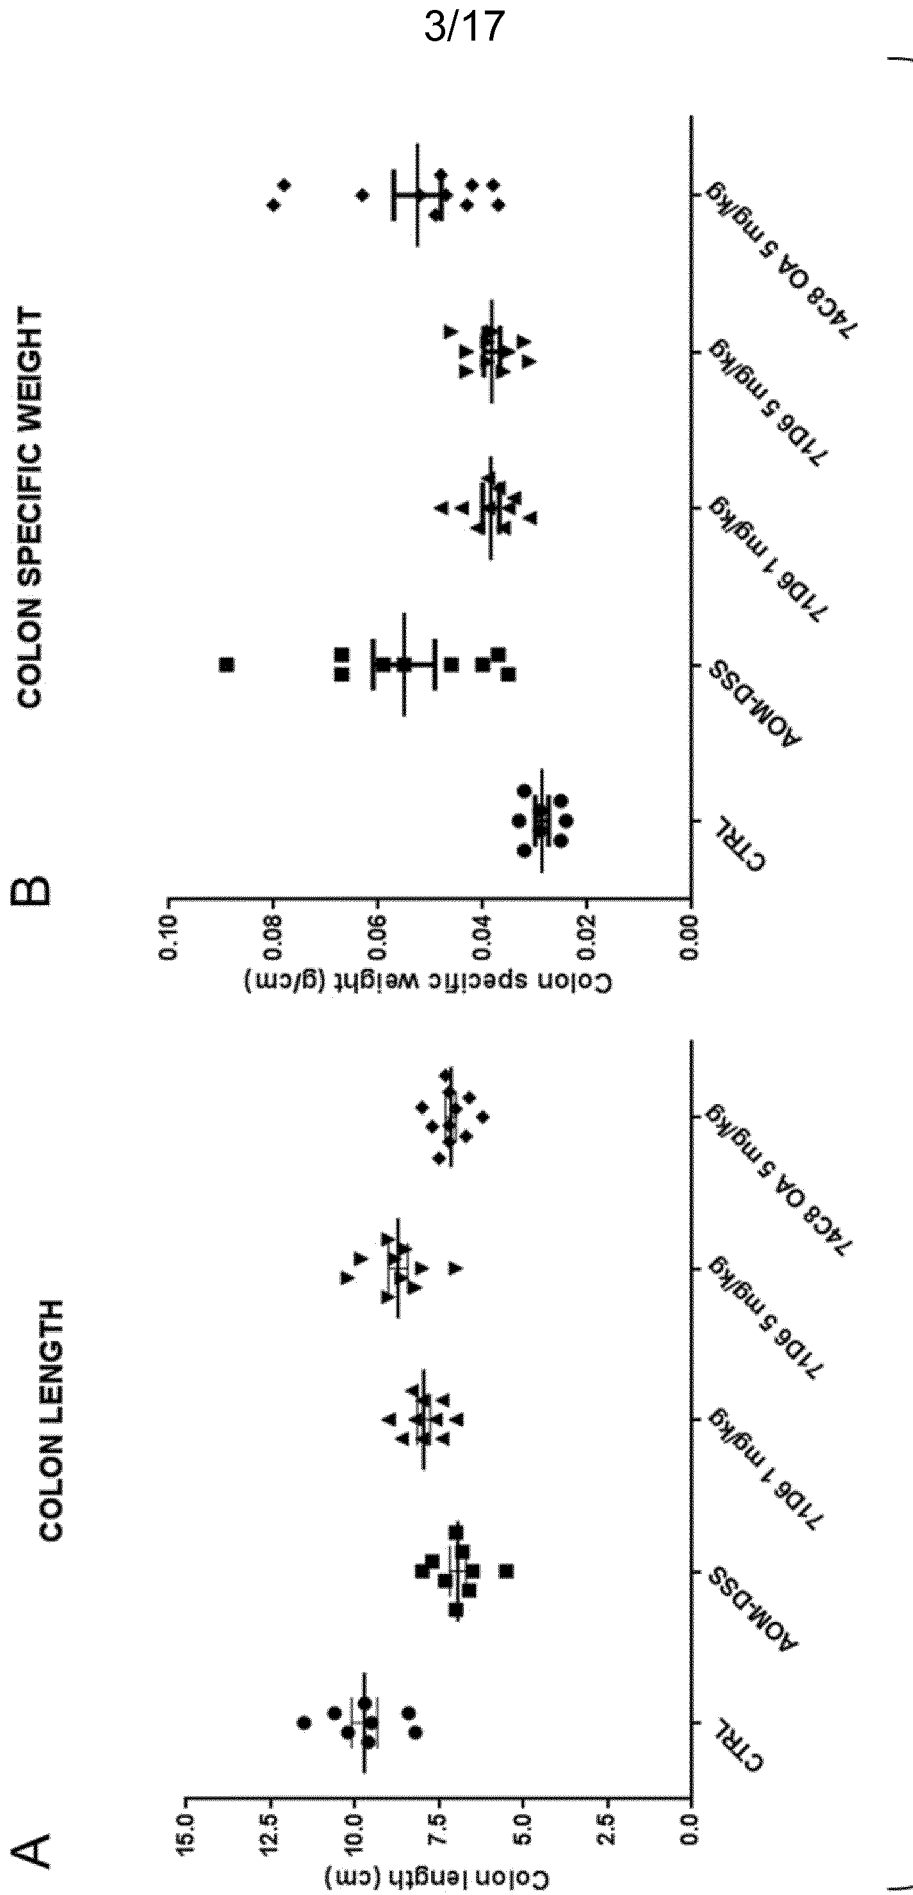 3/17
A
COLON LENGTH
Colon length (cm)
15.0
12.5
10.0
7.5
5.0
2.5
0.0
CTRL
AOM-DSS
71D6 1 mg/kg
71D6 5 mg/kg
74C8 OA 5 mg/kg
B
COLON SPECIFIC WEIGHT
Colon specific weight (g/cm)
0.10
0.08
0.06
0.04
0.02
0.00
CTRL
AOM-DSS
71D6 1 mg/kg
71D6 5 mg/kg
74C8 OA 5 mg/kg